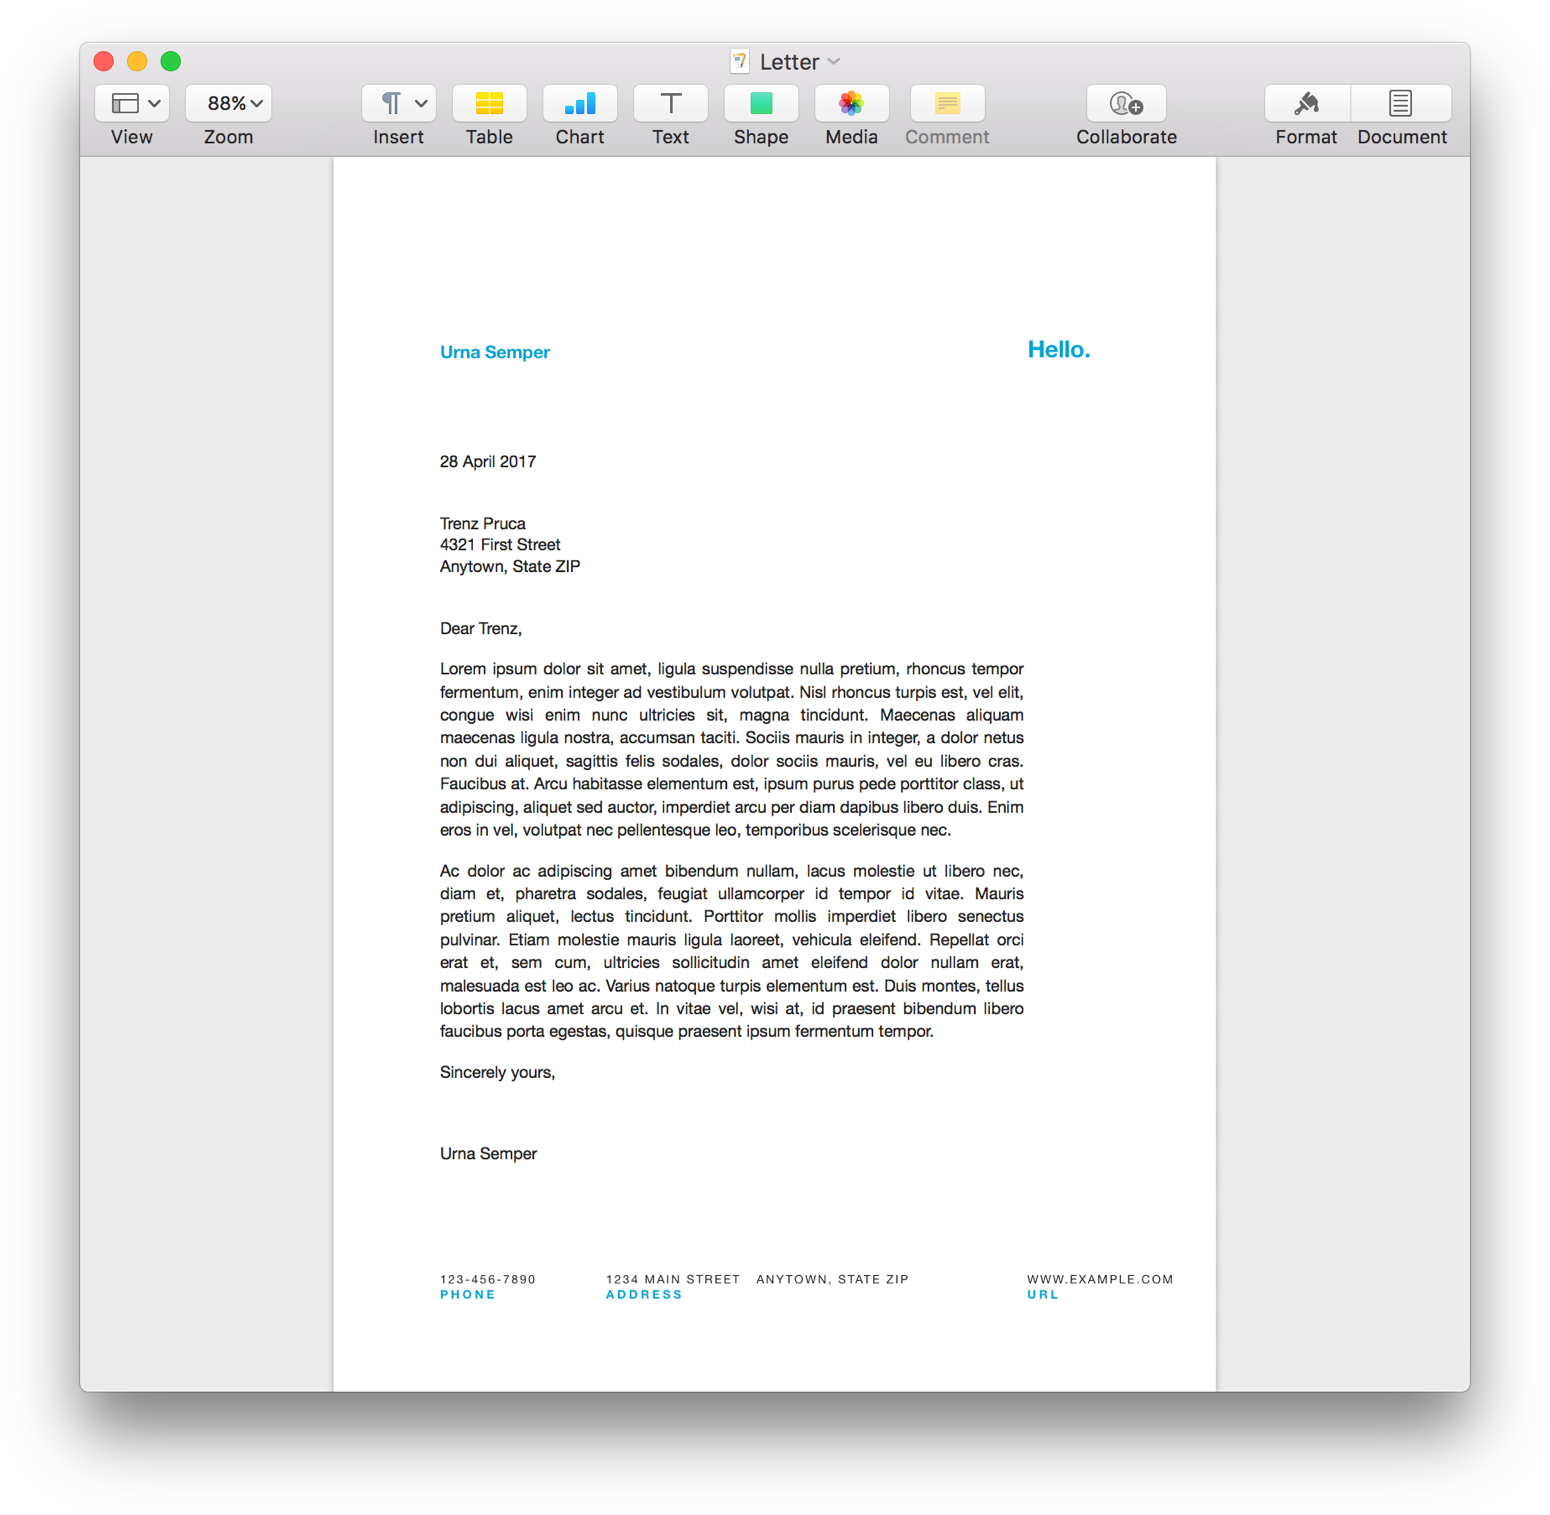 Letter
88%
View Zoom Insert Table Chart Text Shape Media Comment Collaborate Format Document
Urna Semper
Hello.
28 April 2017
Trenz Pruca
4321 First Street
Anytown, State ZIP
Dear Trenz,
Lorem ipsum dolor sit amet, ligula suspendisse nulla pretium, rhoncus tempor
fermentum, enim integer ad vestibulum volutpat. Nisl rhoncus turpis est, vel elit,
congue wisi enim nunc ultricies sit, magna tincidunt. Maecenas aliquam
maecenas ligula nostra, accumsan taciti. Sociis mauris in integer, a dolor netus
non dui aliquet, sagittis felis sodales, dolor sociis mauris, vel eu libero cras.
Faucibus at. Arcu habitasse elementum est, ipsum purus pede porttitor class, ut
adipiscing, aliquet sed auctor, imperdiet arcu per diam dapibus libero duis. Enim
eros in vel, volutpat nec pellentesque leo, temporibus scelerisque nec.
Ac dolor ac adipiscing amet bibendum nullam, lacus molestie ut libero nec,
diam et, pharetra sodales, feugiat ullamcorper id tempor id vitae. Mauris
pretium aliquet, lectus tincidunt. Porttitor mollis imperdiet libero senectus
pulvinar. Etiam molestie mauris ligula laoreet, vehicula eleifend. Repellat orci
erat et, sem cum, ultricies sollicitudin amet eleifend dolor nullam erat,
malesuada est leo ac. Varius natoque turpis elementum est. Duis montes, tellus
lobortis lacus amet arcu et. In vitae vel, wisi at, id praesent bibendum libero
faucibus porta egestas, quisque praesent ipsum fermentum tempor.
Sincerely yours,
Urna Semper
123-456-7890 1234 MAIN STREET ANYTOWN, STATE ZIP WWW.EXAMPLE.COM
PHONE ADDRESS URL